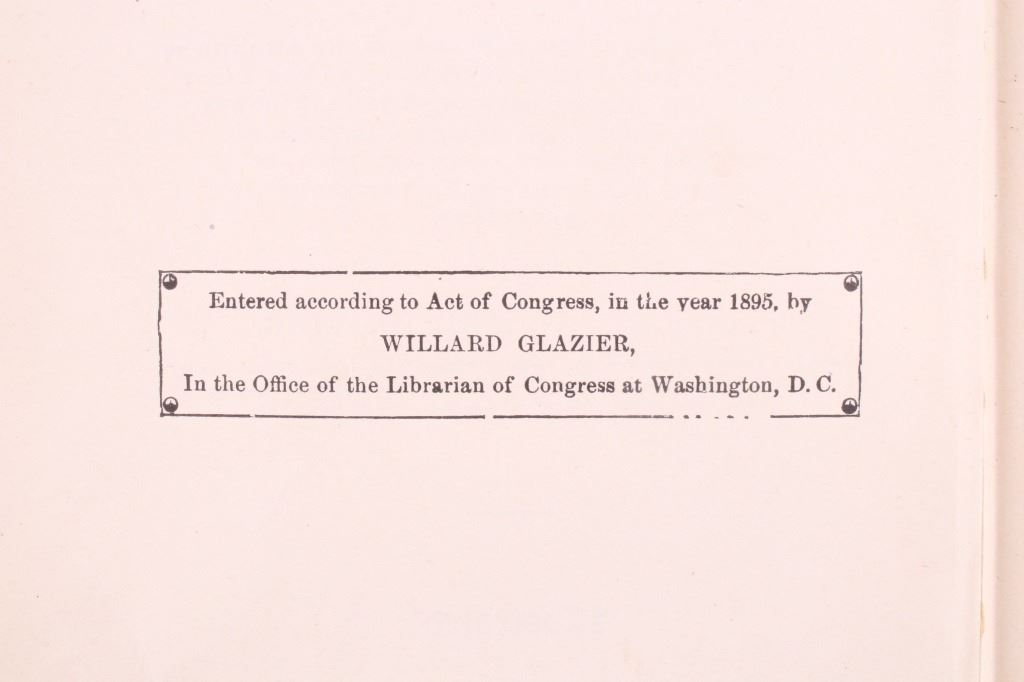 Entered according to Act of Congress, in the year 1895, by
WILLARD GLAZIER,
In the Office of the Librarian of Congress at Washington, D. C.